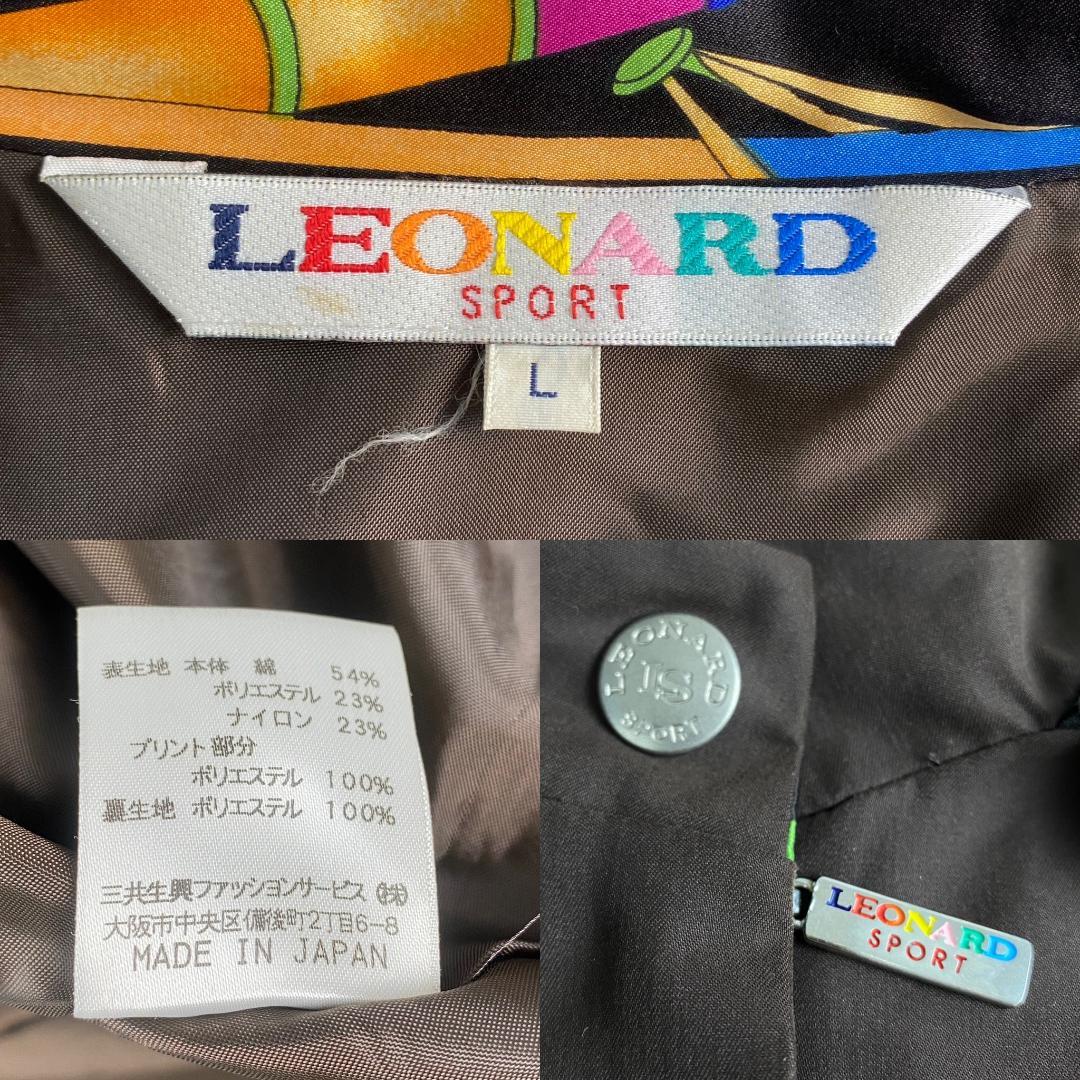 LEONARD
SPORT
L
表生地 本体 綿 54%
ポリエステル 23%
ナイロン 23%
プリント部分
ポリエステル 100%
裏生地 ポリエステル 100%
三共生興ファッションサービス㈱
大阪市中央区備後町2丁目6-8
MADE IN JAPAN
LEONARD
LS
SPORT
LEONARD
SPORT